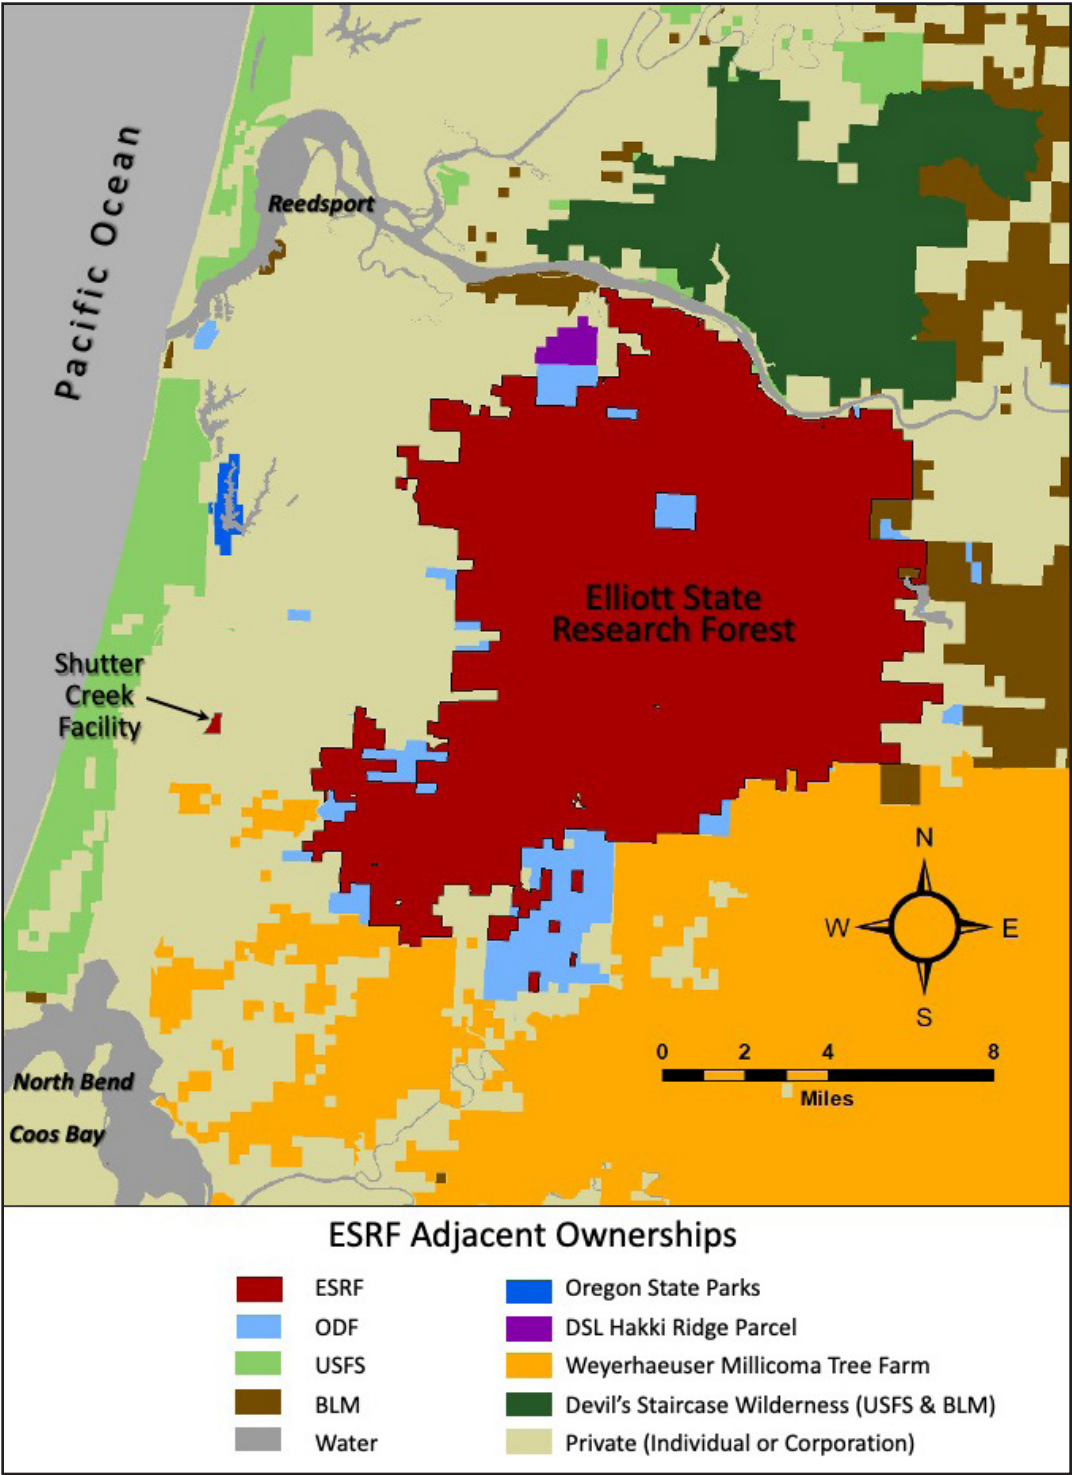 Pacific Ocean
Reedsport
Elliott State
Research Forest
Shutter
Creek
Facility
N
W
E
S
0 2 4 8
Miles
North Bend
Coos Bay
ESRF Adjacent Ownerships
ESRF
ODF
USFS
BLM
Water
Oregon State Parks
DSL Hakki Ridge Parcel
Weyerhaeuser Millicoma Tree Farm
Devil's Staircase Wilderness (USFS & BLM)
Private (Individual or Corporation)